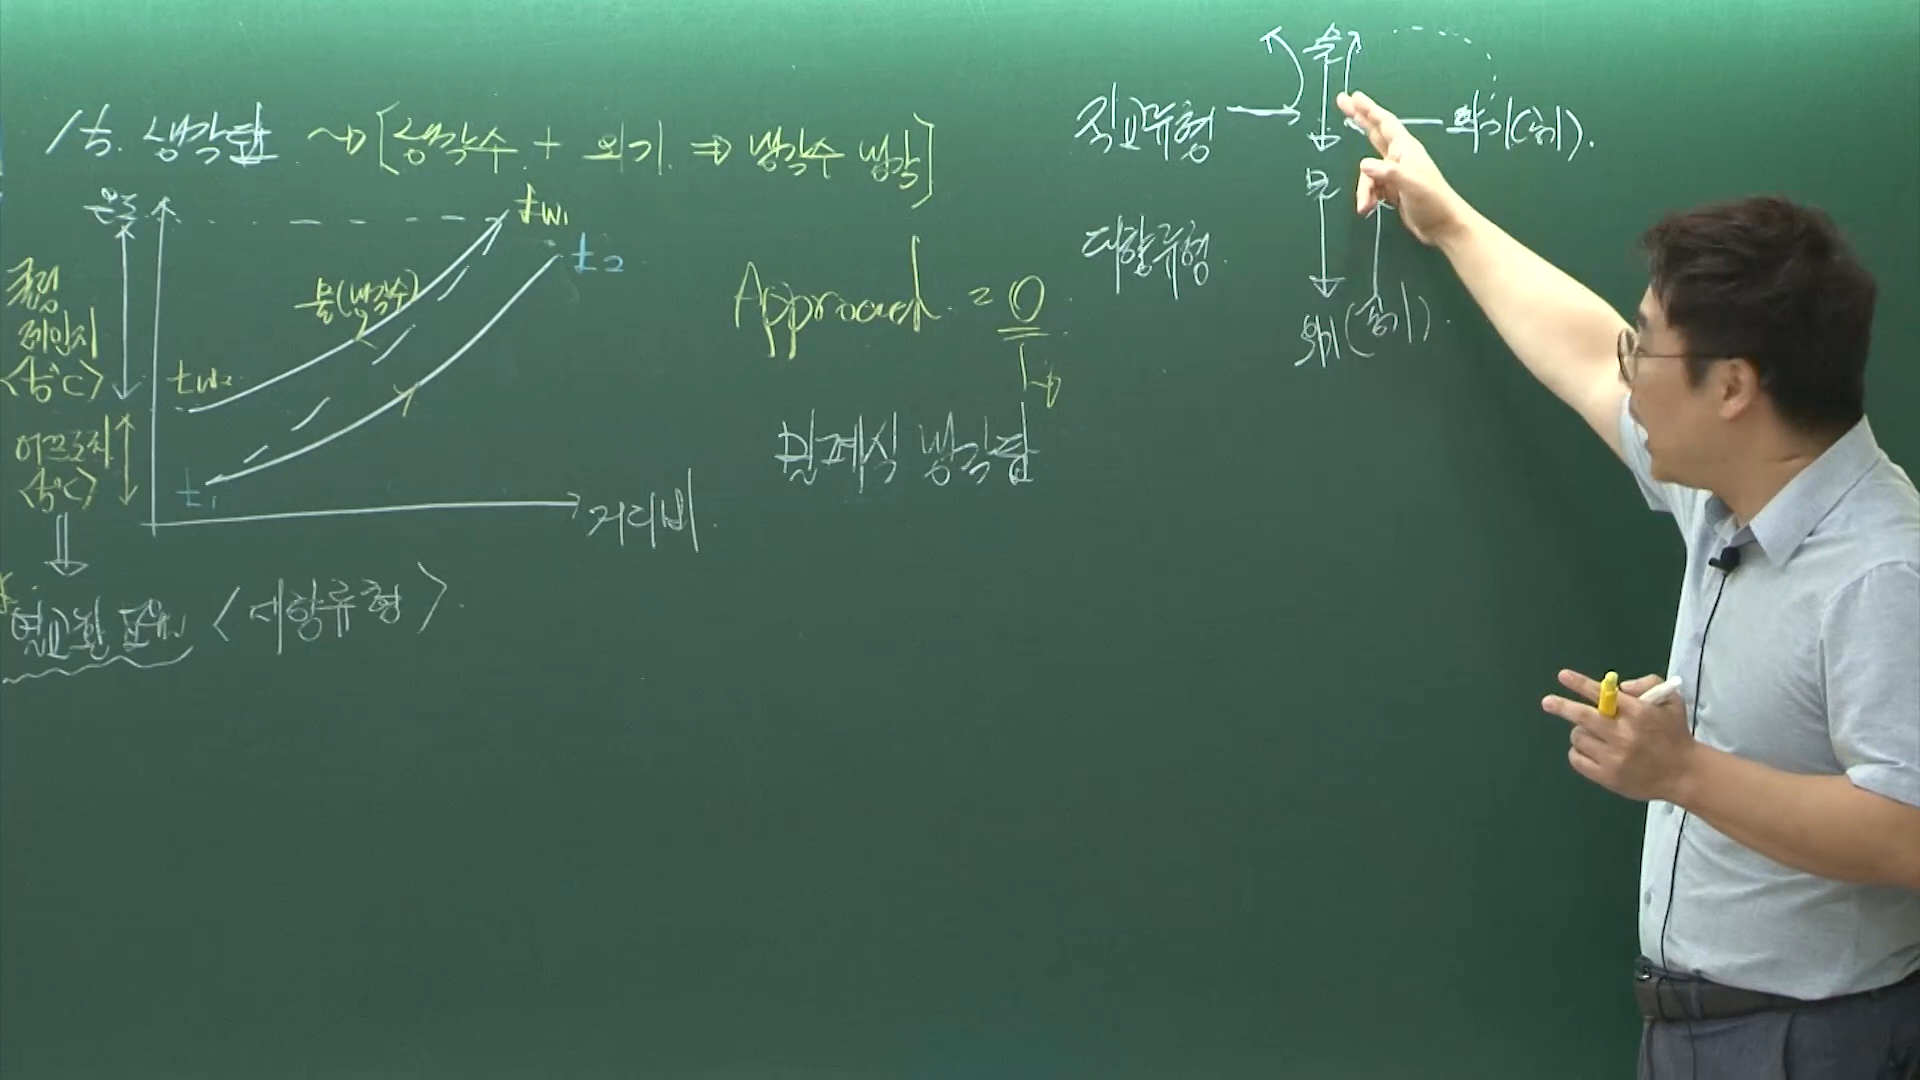 15. 냉각탑 ~> [냉각수 + 외기 ⇒ 냉각수 냉각]
온도
tw1
t2
물(냉각수)
쿨링
레인지
<5℃>
tw2
어프로치
<5℃>
t1
거리비
열교환 효율 <대향류형>.
Approach = 0
밀폐식 냉각탑
직교류형
수
외기(공기).
물
대향류형.
외기(공기).